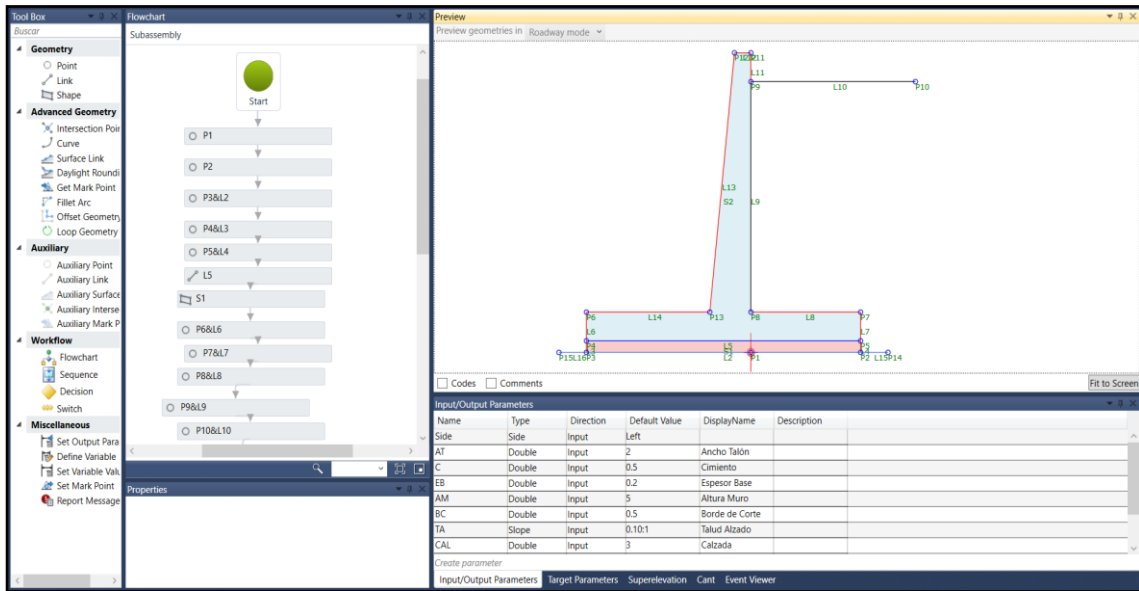 Tool Box
Buscar
Geometry
Point
Link
Shape
Advanced Geometry
Intersection Poin
Curve
Surface Link
Daylight Roundi
Get Mark Point
Fillet Arc
Offset Geometry
Loop Geometry
Auxiliary
Auxiliary Point
Auxiliary Link
Auxiliary Surface
Auxiliary Interse
Auxiliary Mark P
Workflow
Flowchart
Sequence
Decision
Switch
Miscellaneous
Set Output Para
Define Variable
Set Variable Valu
Set Mark Point
Report Message
Flowchart
Subassembly
Start
P1
P2
P3&L2
P4&L3
P5&L4
L5
S1
P6&L6
P7&L7
P8&L8
P9&L9
P10&L10
Properties
Preview
Preview geometries in Roadway mode
L11
P9 L10 P10
L13
S2 L9
P6 L14 P13 P8 L8 P7
L6 L7
P4 L5 P5
S1
P15L16P3 L2 P1 P2 L15P14
Codes Comments Fit to Screen
Input/Output Parameters
Name Type Direction Default Value DisplayName Description
Side Side Input Left
AT Double Input 2 Ancho Talón
C Double Input 0.5 Cimiento
EB Double Input 0.2 Espesor Base
AM Double Input 5 Altura Muro
BC Double Input 0.5 Borde de Corte
TA Slope Input 0.10:1 Talud Alzado
CAL Double Input 3 Calzada
Create parameter
Input/Output Parameters Target Parameters Superelevation Cant Event Viewer